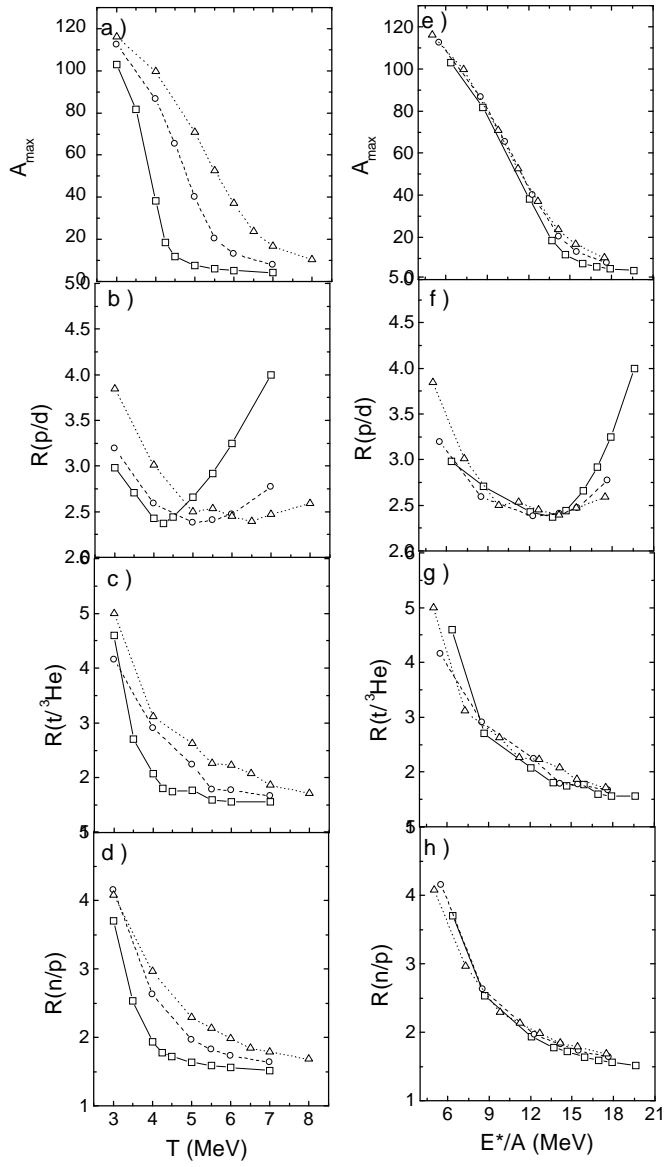 a )
120
100
80
60
40
20
0
A_max
b )
5.0
4.5
4.0
3.5
3.0
2.5
2.0
R(p/d)
c )
6
5
4
3
2
1
R(t/³He)
d )
5
4
3
2
1
R(n/p)
3 4 5 6 7 8
T (MeV)
e )
120
100
80
60
40
20
0
A_max
f )
5.0
4.5
4.0
3.5
3.0
2.5
2.0
R(p/d)
g )
6
5
4
3
2
1
R(t/³He)
h )
5
4
3
2
1
R(n/p)
6 9 12 15 18 21
E*/A (MeV)